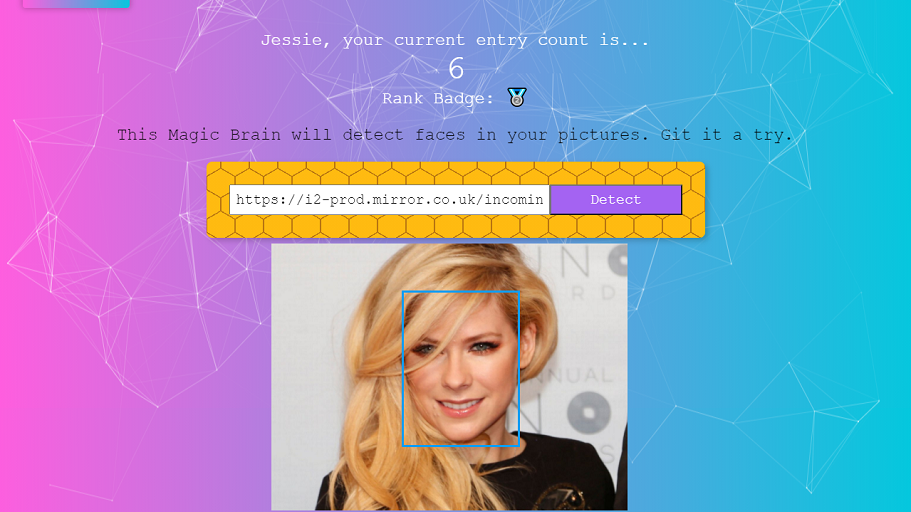 Jessie, your current entry count is...
6
Rank Badge: 🥈
This Magic Brain will detect faces in your pictures. Git it a try.
https://i2-prod.mirror.co.uk/incomin
Detect